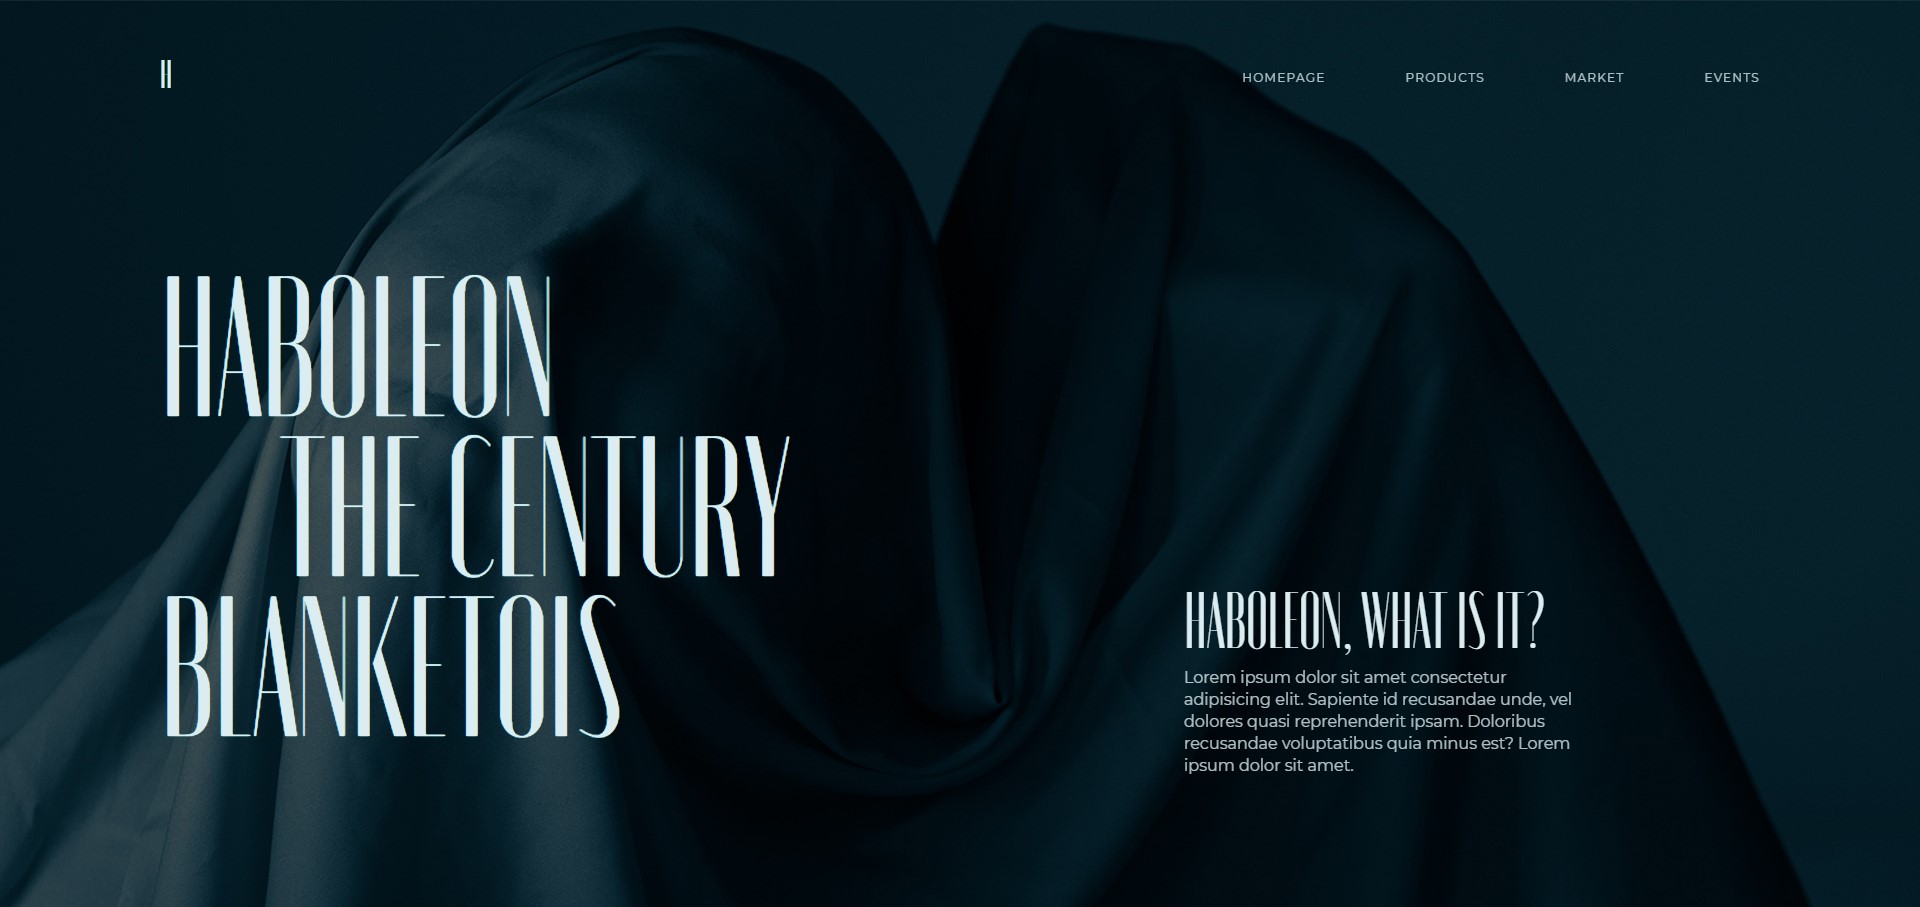 H
HOMEPAGE PRODUCTS MARKET EVENTS
HABOLEON
THE CENTURY
BLANKETOIS
HABOLEON, WHAT IS IT?
Lorem ipsum dolor sit amet consectetur
adipisicing elit. Sapiente id recusandae unde, vel
dolores quasi reprehenderit ipsam. Doloribus
recusandae voluptatibus quia minus est? Lorem
ipsum dolor sit amet.